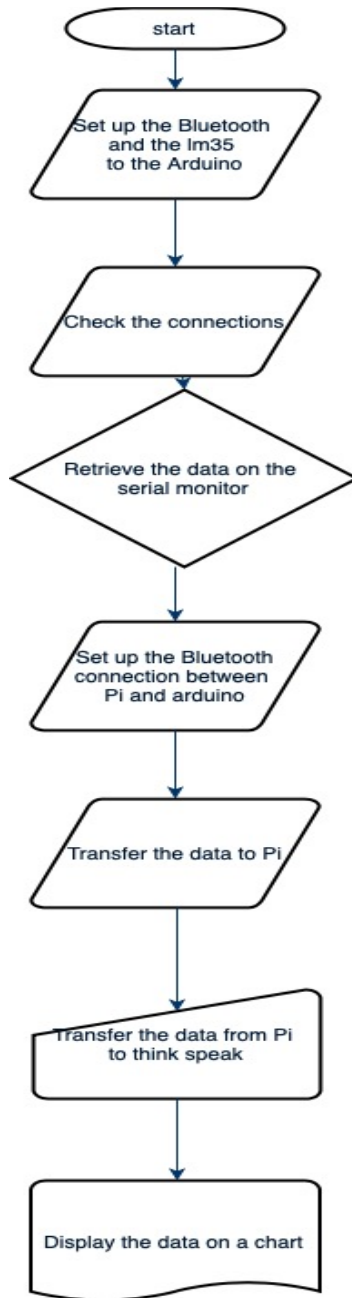 start
Set up the Bluetooth
and the lm35
to the Arduino
Check the connections
Retrieve the data on the
serial monitor
Set up the Bluetooth
connection between
Pi and arduino
Transfer the data to Pi
Transfer the data from Pi
to think speak
Display the data on a chart